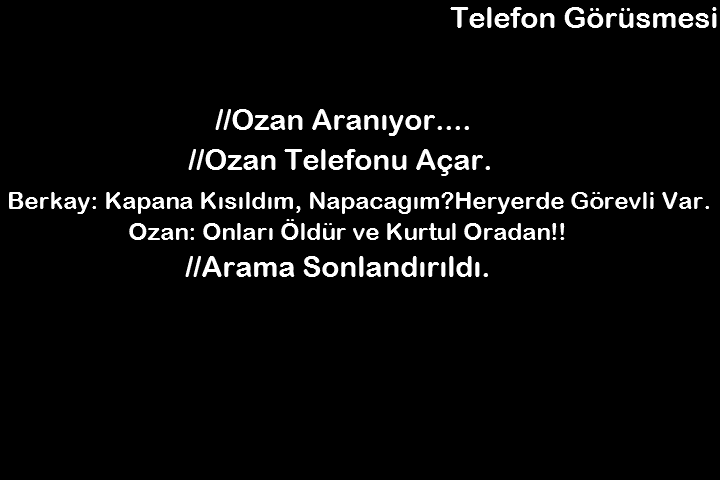 Telefon Görüsmesi
//Ozan Aranıyor....
//Ozan Telefonu Açar.
Berkay: Kapana Kısıldım, Napacagım?Heryerde Görevli Var.
Ozan: Onları Öldür ve Kurtul Oradan!!
//Arama Sonlandırıldı.